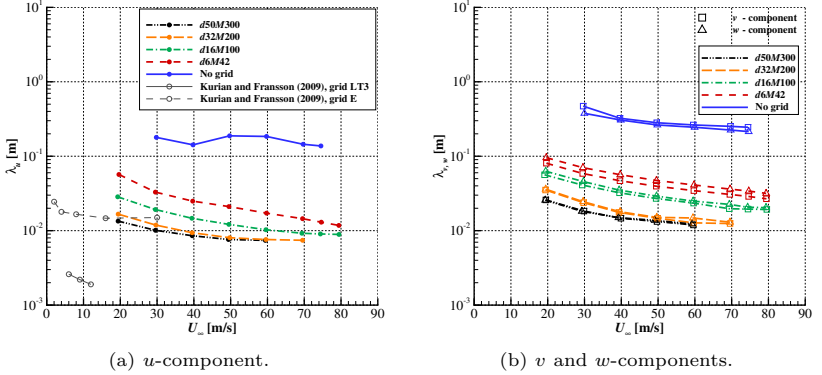 10¹
10⁰
10⁻¹
10⁻²
10⁻³
λᵤ [m]
d50M300
d32M200
d16M100
d6M42
No grid
Kurian and Fransson (2009), grid LT3
Kurian and Fransson (2009), grid E
0 10 20 30 40 50 60 70 80 90
U∞ [m/s]
(a) u-component.
10¹
10⁰
10⁻¹
10⁻²
10⁻³
λv, w [m]
v - component
w - component
d50M300
d32M200
d16M100
d6M42
No grid
10 20 30 40 50 60 70 80 90
U∞ [m/s]
(b) v and w-components.